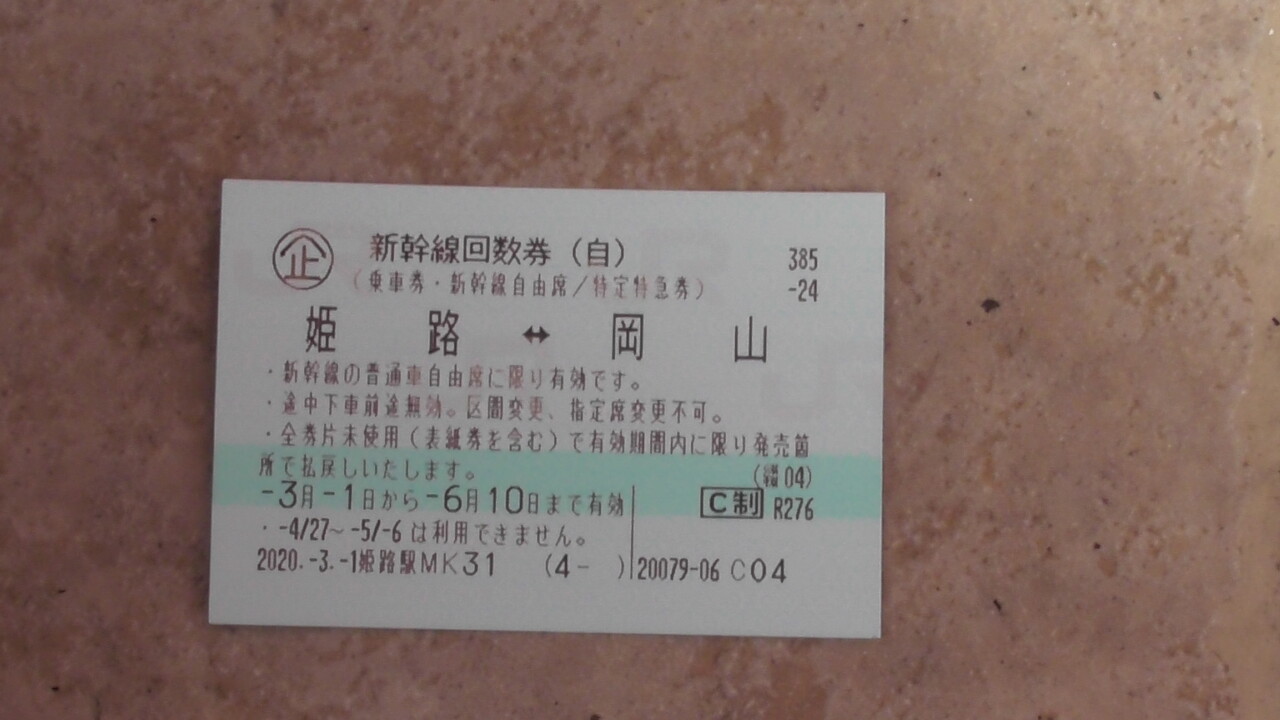 企 新幹線回数券（自） 385
（乗車券・新幹線自由席／特定特急券） -24
姫路↔岡山
・新幹線の普通車自由席に限り有効です。
・途中下車前途無効。区間変更、指定席変更不可。
・全券片未使用（表紙券を含む）で有効期間内に限り発売箇
所で払戻しいたします。 （ 04）
-3月-1日から-6月10日まで有効 C制 R276
・-4/27～-5/-6は利用できません。
2020.-3.-1姫路駅MK31 （4- ） 20079-06 C04